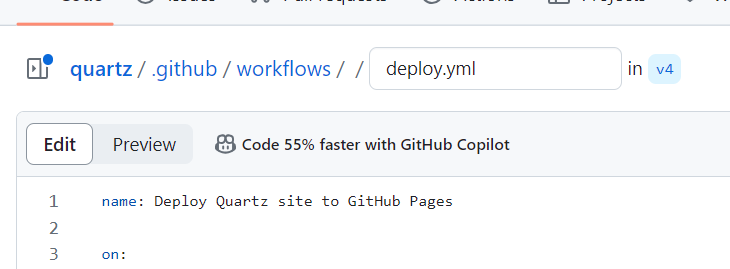 Code Issues Pull requests Actions Projects
quartz / .github / workflows / / deploy.yml in v4
Edit Preview Code 55% faster with GitHub Copilot
1 name: Deploy Quartz site to GitHub Pages
2
3 on: